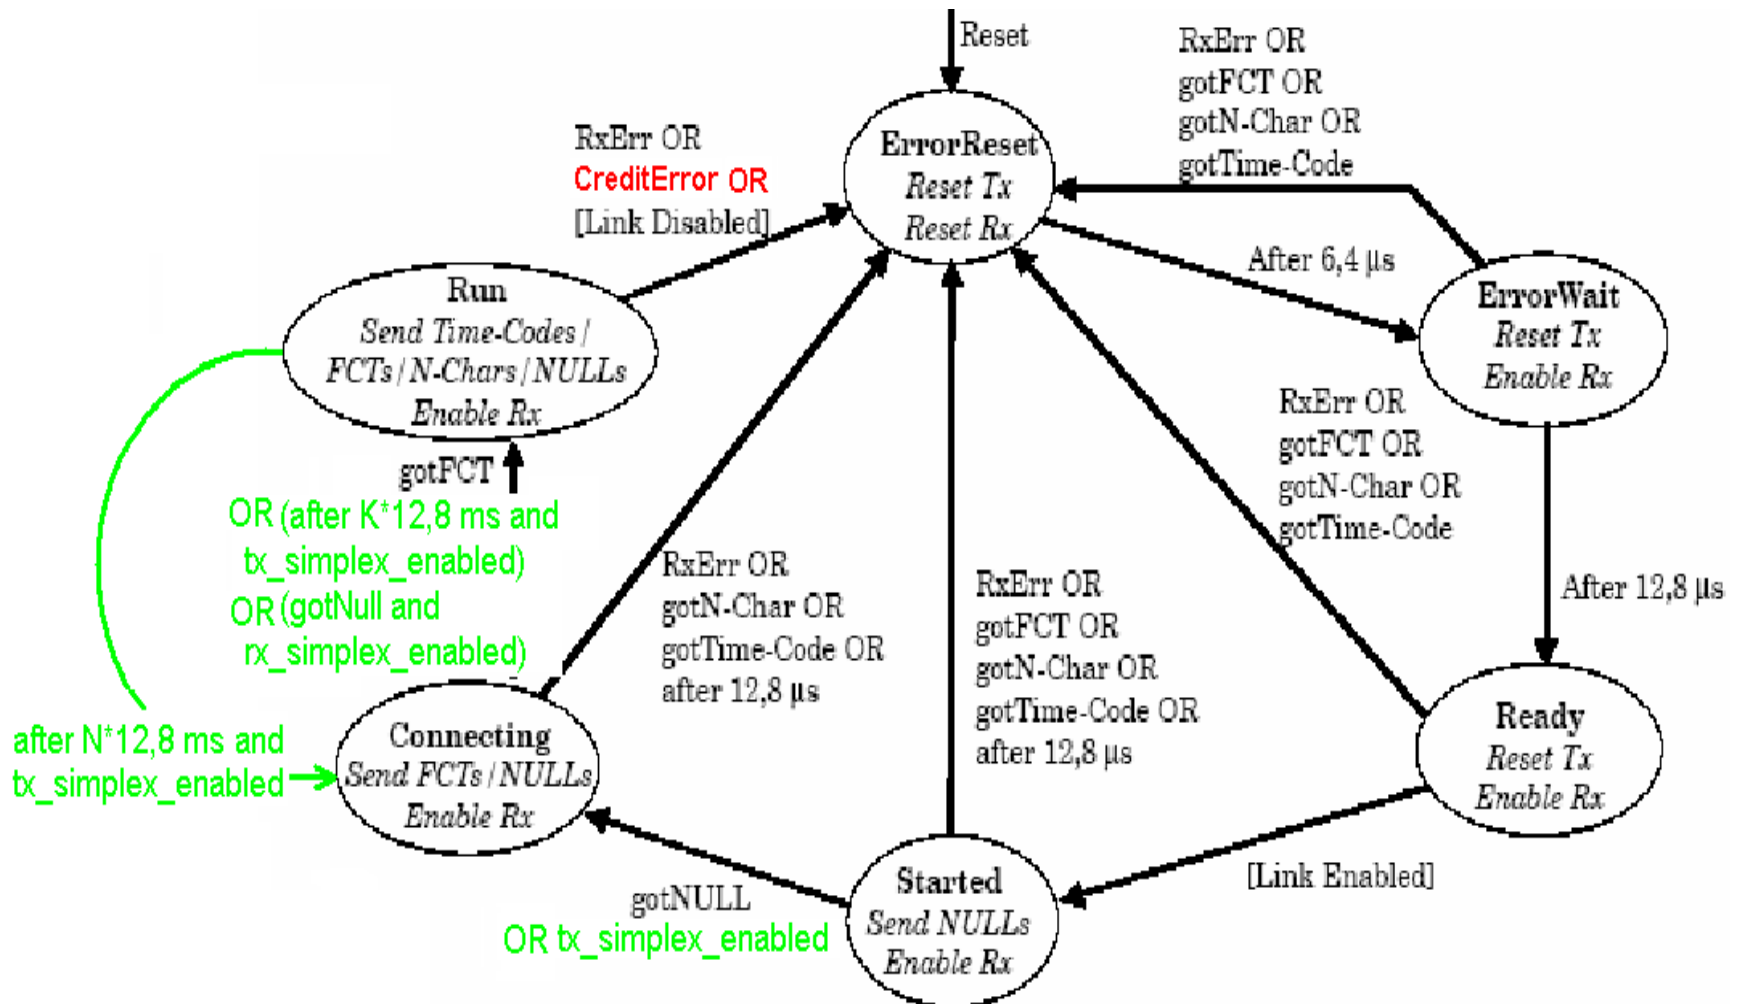 Reset
RxErr OR
gotFCT OR
gotN-Char OR
gotTime-Code
RxErr OR
CreditError OR
[Link Disabled]
ErrorReset
Reset Tx
Reset Rx
After 6,4 µs
ErrorWait
Reset Tx
Enable Rx
Run
Send Time-Codes/
FCTs/N-Chars/NULLs
Enable Rx
RxErr OR
gotFCT OR
gotN-Char OR
gotTime-Code
gotFCT
OR (after K*12,8 ms and
tx_simplex_enabled)
OR (gotNull and
rx_simplex_enabled)
RxErr OR
gotN-Char OR
gotTime-Code OR
after 12,8 µs
RxErr OR
gotFCT OR
gotN-Char OR
gotTime-Code OR
after 12,8 µs
After 12,8 µs
after N*12,8 ms and
tx_simplex_enabled
Connecting
Send FCTs/NULLs
Enable Rx
Ready
Reset Tx
Enable Rx
gotNULL
OR tx_simplex_enabled
Started
Send NULLs
Enable Rx
[Link Enabled]